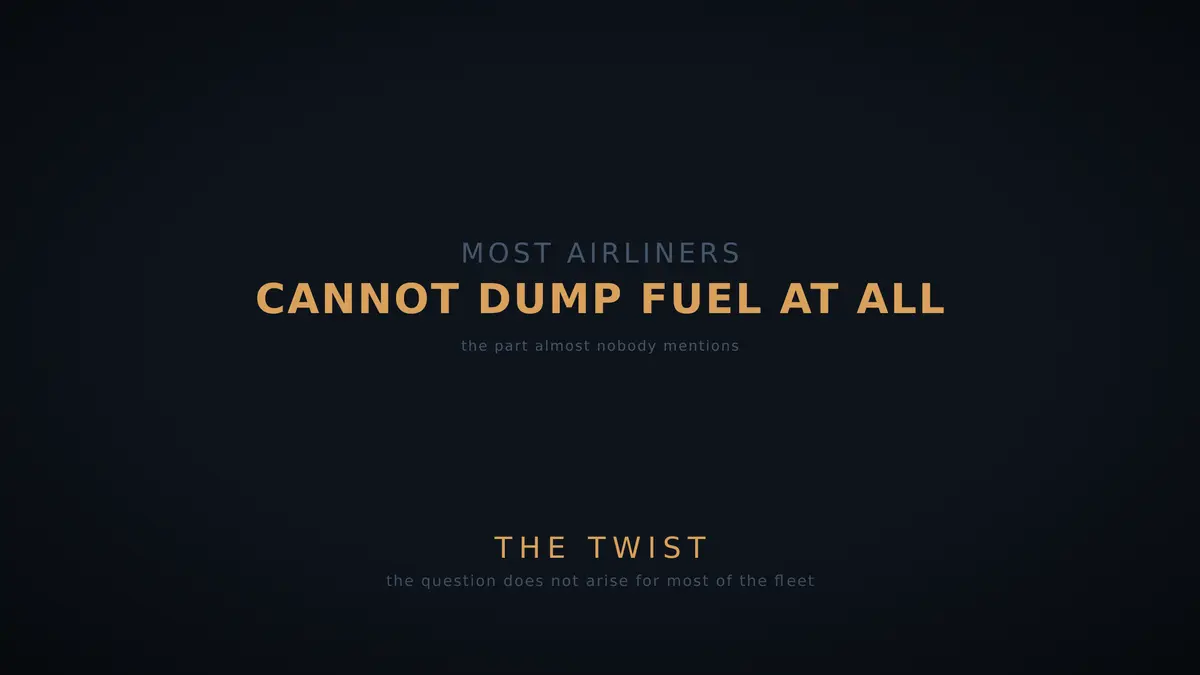 MOST AIRLINERS
CANNOT DUMP FUEL AT ALL
the part almost nobody mentions
THE TWIST
the question does not arise for most of the fleet